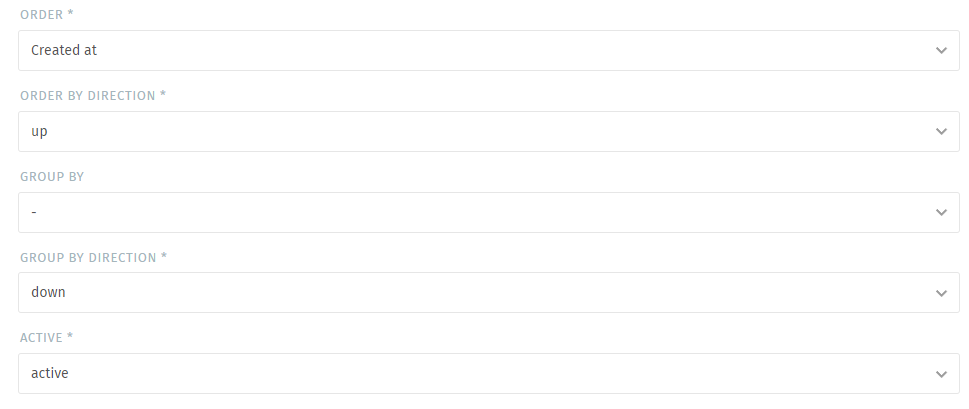 ORDER *
Created at
ORDER BY DIRECTION *
up
GROUP BY
-
GROUP BY DIRECTION *
down
ACTIVE *
active